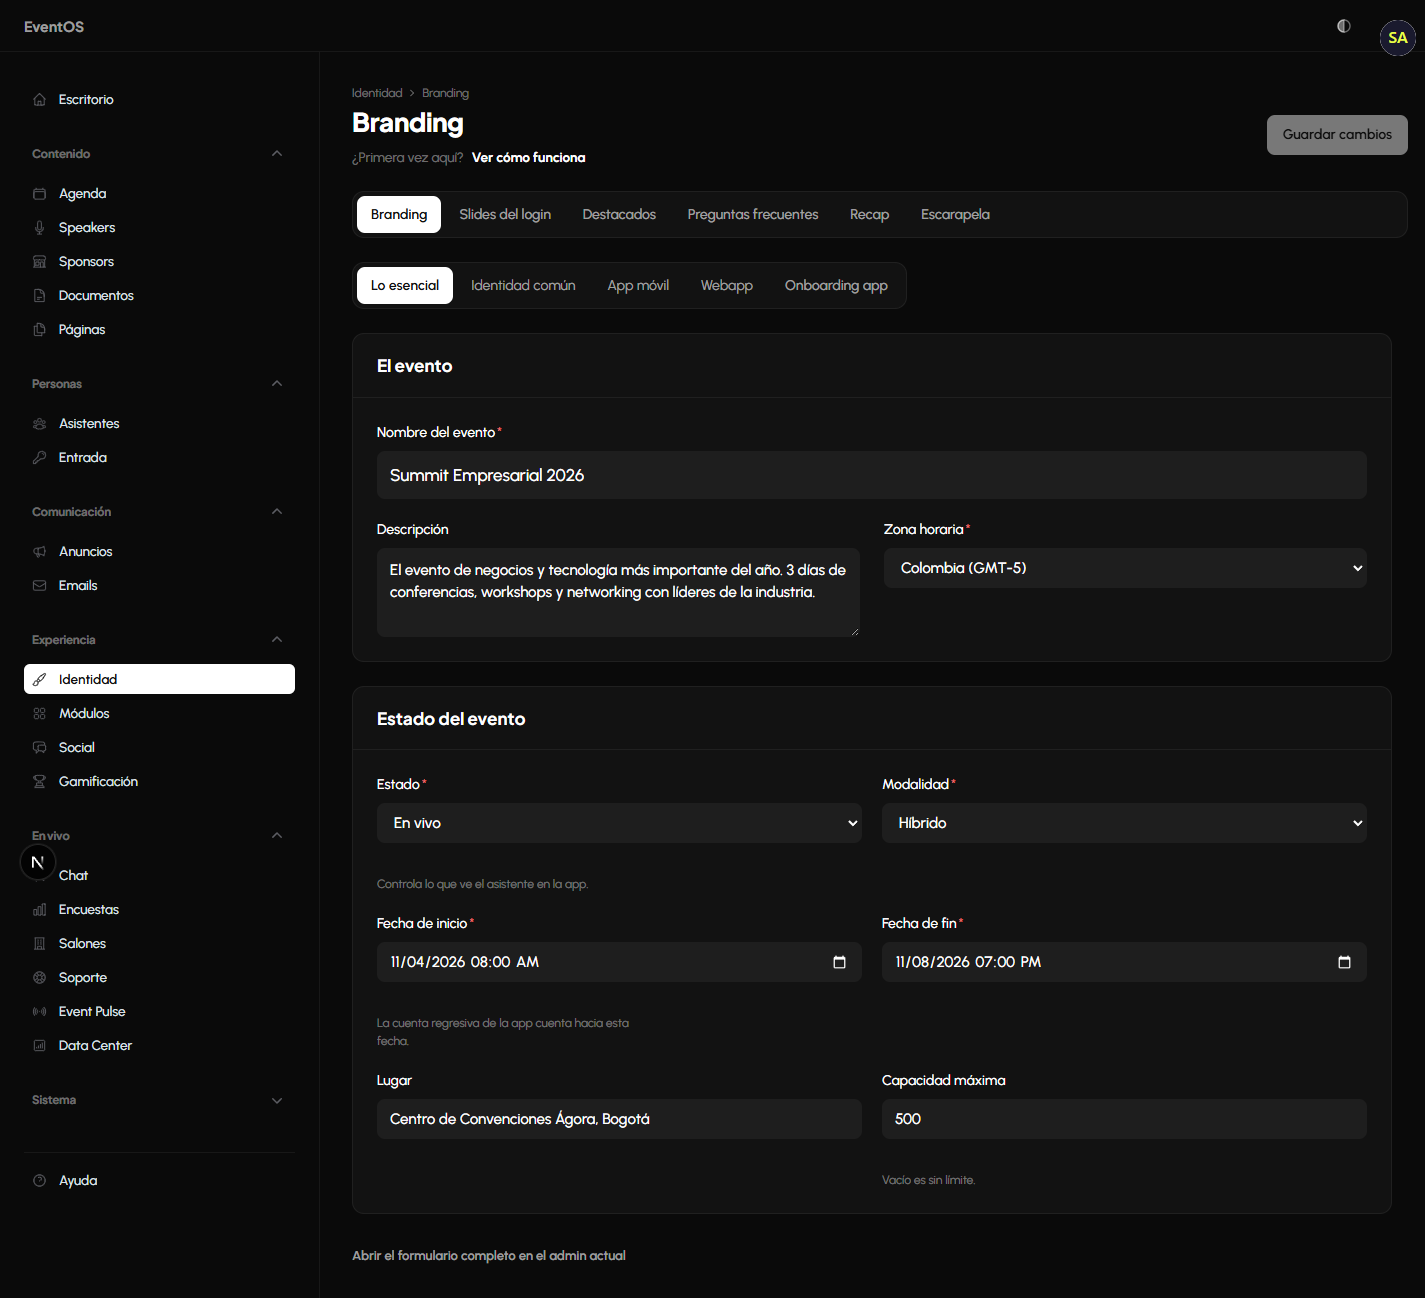 EventOS
SA
Escritorio
Contenido
Agenda
Speakers
Sponsors
Documentos
Páginas
Personas
Asistentes
Entrada
Comunicación
Anuncios
Emails
Experiencia
Identidad
Módulos
Social
Gamificación
En vivo
N
Chat
Encuestas
Salones
Soporte
Event Pulse
Data Center
Sistema
Ayuda
Identidad > Branding
Branding
¿Primera vez aquí? Ver cómo funciona
Guardar cambios
Branding Slides del login Destacados Preguntas frecuentes Recap Escarapela
Lo esencial Identidad común App móvil Webapp Onboarding app
El evento
Nombre del evento*
Summit Empresarial 2026
Descripción
El evento de negocios y tecnología más importante del año. 3 días de
conferencias, workshops y networking con líderes de la industria.
Zona horaria*
Colombia (GMT-5)
Estado del evento
Estado*
En vivo
Controla lo que ve el asistente en la app.
Modalidad*
Híbrido
Fecha de inicio*
11/04/2026 08:00 AM
La cuenta regresiva de la app cuenta hacia esta
fecha.
Fecha de fin*
11/08/2026 07:00 PM
Lugar
Centro de Convenciones Ágora, Bogotá
Capacidad máxima
500
Vacío es sin límite.
Abrir el formulario completo en el admin actual